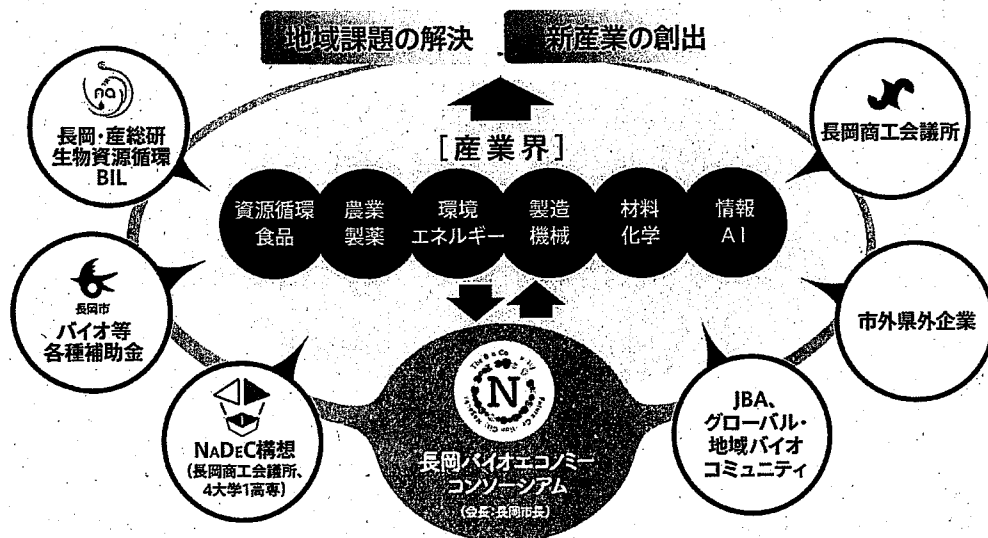 地域課題の解決
新産業の創出
na
長岡・産総研
生物資源循環
BIL
長岡商工会議所
[産業界]
資源循環
食品
農業
製薬
環境
エネルギー
製造
機械
材料
化学
情報
AI
長岡市
バイオ等
各種補助金
市外県外企業
NaDeC構想
(長岡商工会議所、
4大学1高専)
N
長岡バイオエコノミー
コンソーシアム
(会長:長岡市長)
JBA、
グローバル・
地域バイオ
コミュニティ